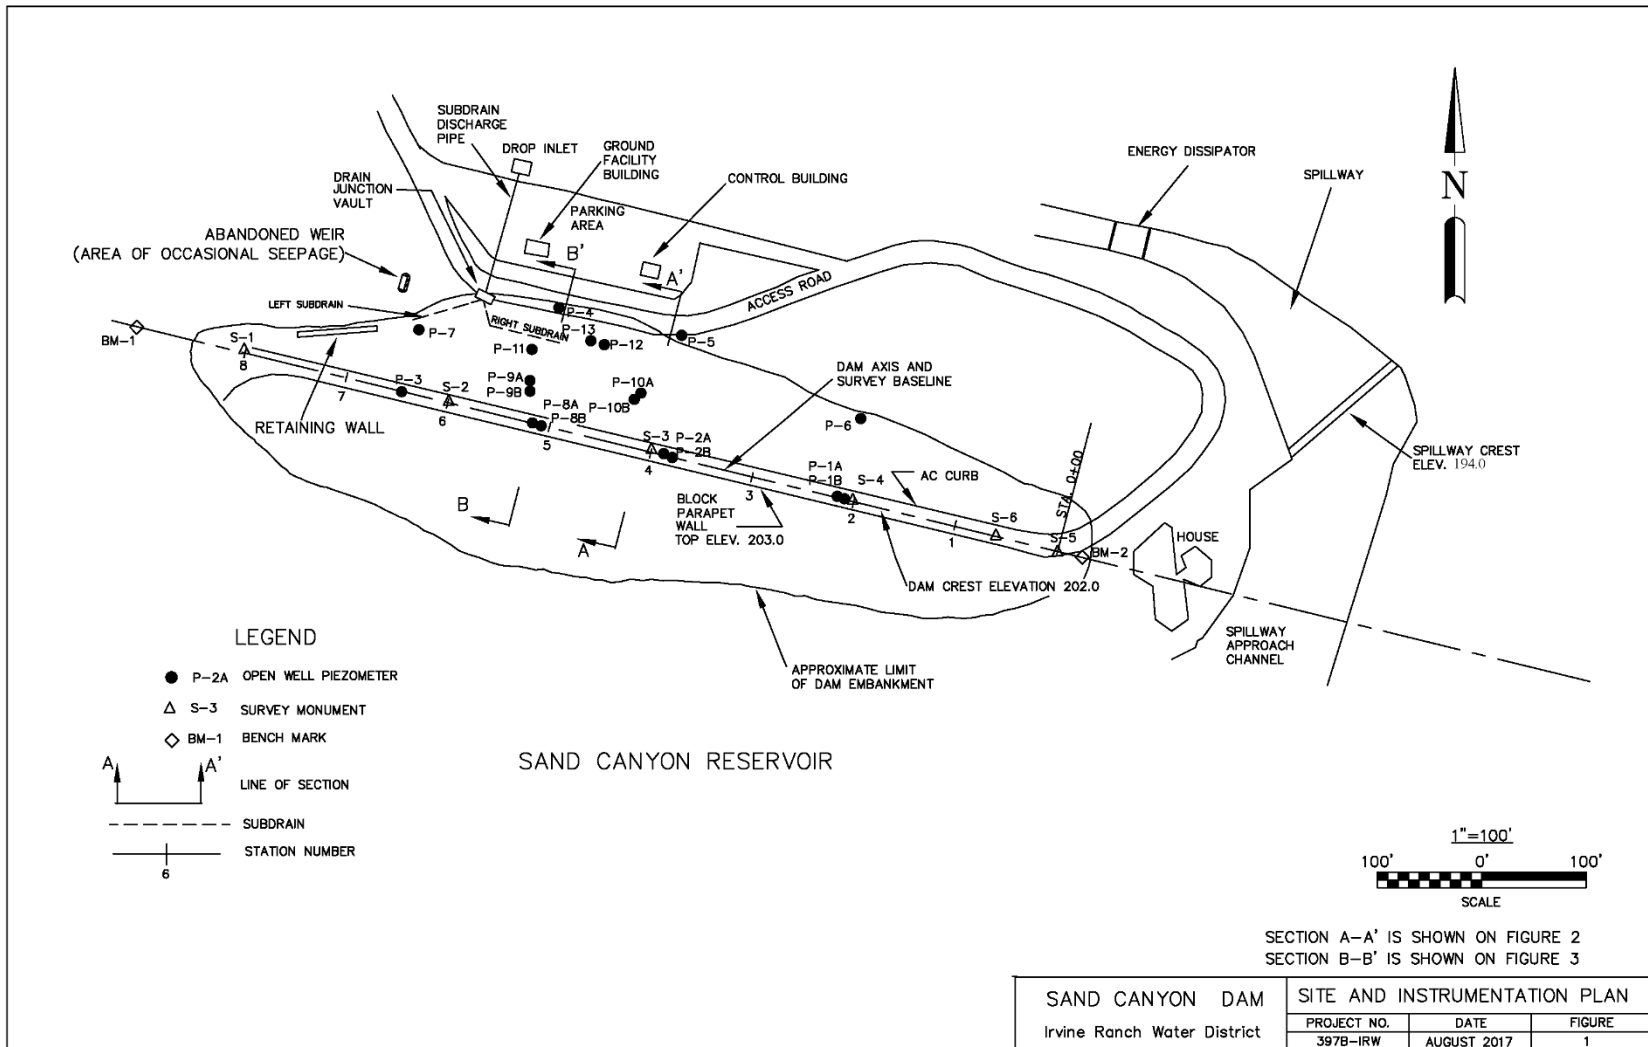 SUBDRAIN
DISCHARGE
PIPE
DROP INLET
GROUND
FACILITY
BUILDING
CONTROL BUILDING
DRAIN
JUNCTION
VAULT
PARKING
AREA
ENERGY DISSIPATOR
SPILLWAY
N
ABANDONED WEIR
(AREA OF OCCASIONAL SEEPAGE)
B'
A'
ACCESS ROAD
LEFT SUBDRAIN
RIGHT SUBDRAIN
P-4
P-13
P-12
P-5
P-7
P-11
BM-1
S-1
8
P-3
7
S-2
6
P-9A
P-9B
P-10A
P-10B
P-8A
P-8B
5
DAM AXIS AND
SURVEY BASELINE
P-6
RETAINING WALL
S-3
P-2A
P-2B
4
3
P-1A
P-1B
S-4
2
AC CURB
STA. 0+00
SPILLWAY CREST
ELEV. 194.0
B
A
BLOCK
PARAPET
WALL
TOP ELEV. 203.0
1
S-6
S-5
BM-2
HOUSE
DAM CREST ELEVATION 202.0
SPILLWAY
APPROACH
CHANNEL
APPROXIMATE LIMIT
OF DAM EMBANKMENT
LEGEND
P-2A OPEN WELL PIEZOMETER
S-3 SURVEY MONUMENT
BM-1 BENCH MARK
A A' LINE OF SECTION
SUBDRAIN
STATION NUMBER
6
SAND CANYON RESERVOIR
1"=100'
100' 0' 100'
SCALE
SECTION A-A' IS SHOWN ON FIGURE 2
SECTION B-B' IS SHOWN ON FIGURE 3
SAND CANYON DAM
Irvine Ranch Water District
SITE AND INSTRUMENTATION PLAN
PROJECT NO. DATE FIGURE
397B-IRW AUGUST 2017 1